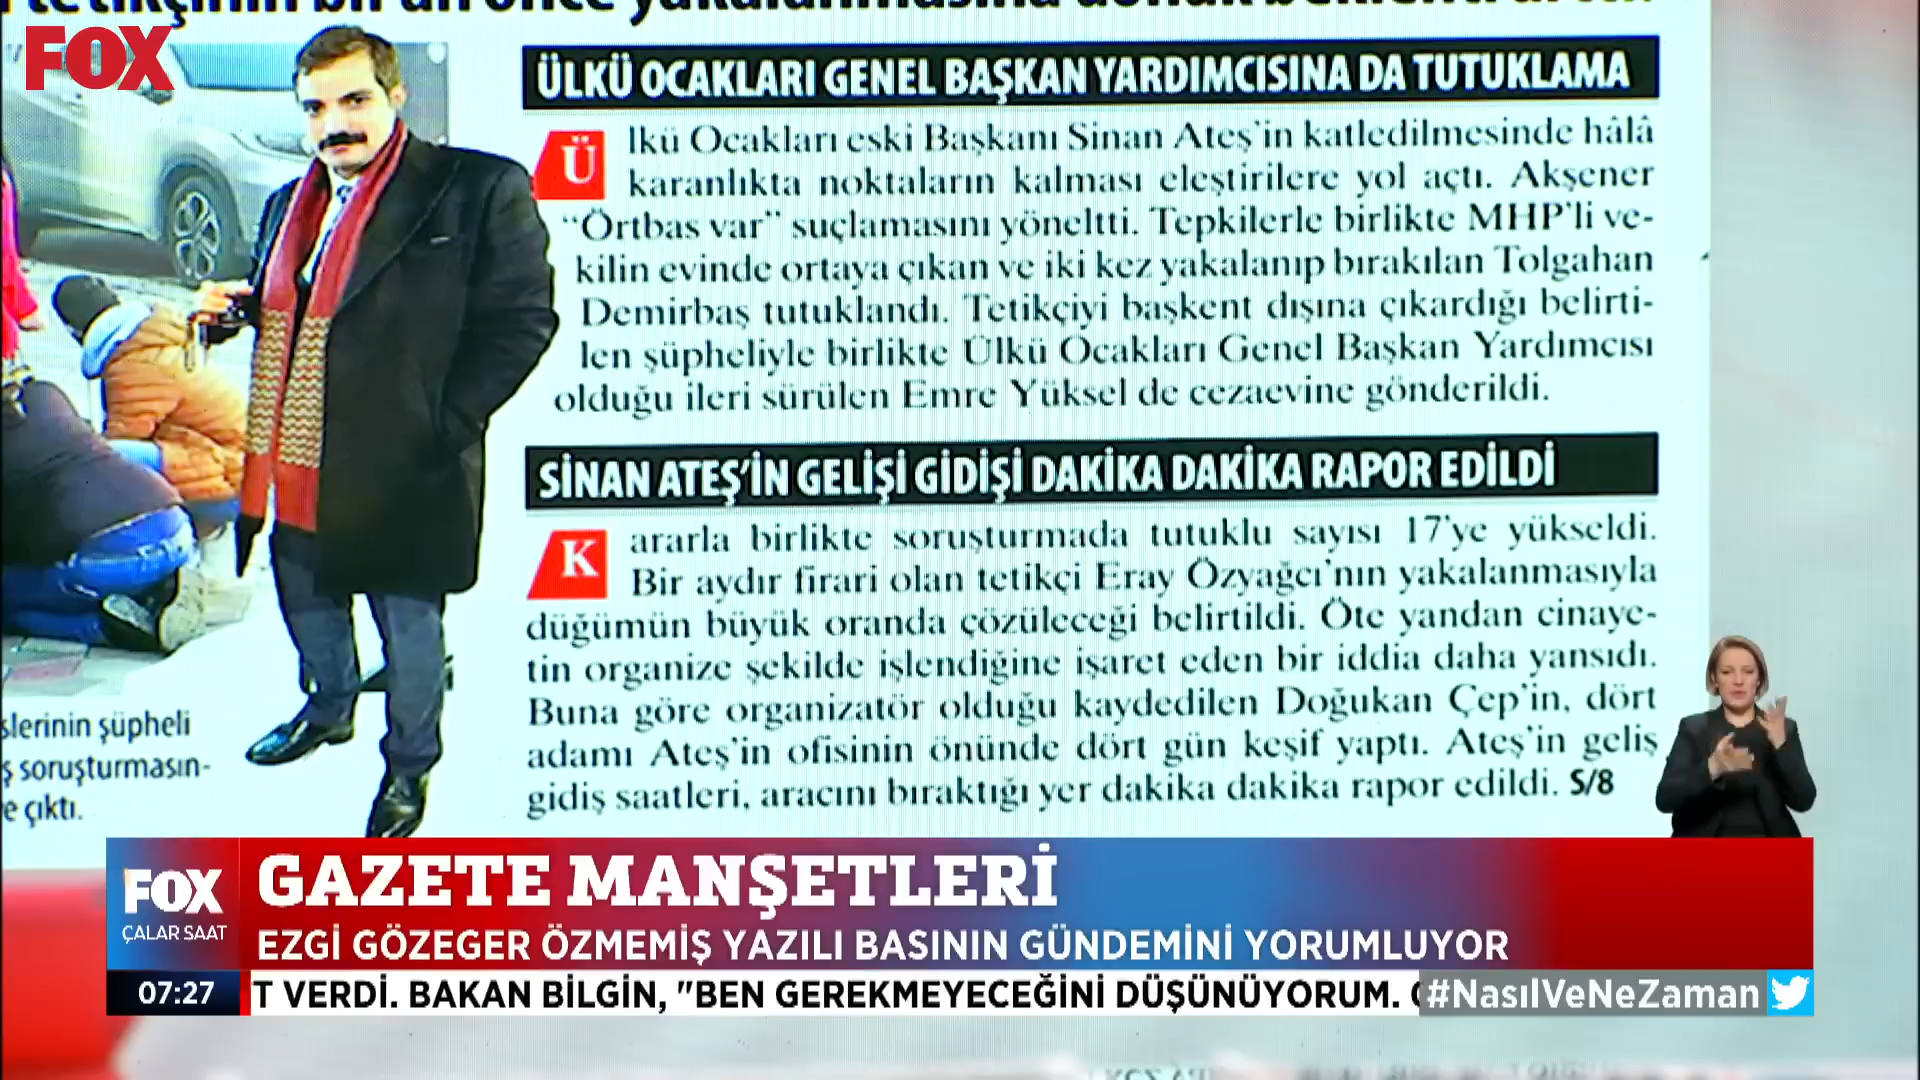 tetikçinin bir an önce yakalanmasına dönük
FOX
ÜLKÜ OCAKLARI GENEL BAŞKAN YARDIMCISINA DA TUTUKLAMA
Ülkü Ocakları eski Başkanı Sinan Ateş'in katledilmesinde hâlâ
karanlıkta noktaların kalması eleştirilere yol açtı. Akşener
“Örtbas var” suçlamasını yöneltti. Tepkilerle birlikte MHP'li ve-
kilin evinde ortaya çıkan ve iki kez yakalanıp bırakılan Tolgahan
Demirbaş tutuklandı. Tetikçiyi başkent dışına çıkardığı belirti-
len şüpheliyle birlikte Ülkü Ocakları Genel Başkan Yardımcısı
olduğu ileri sürülen Emre Yüksel de cezaevine gönderildi.
SİNAN ATEŞ'İN GELİŞİ GİDİŞİ DAKİKA DAKİKA RAPOR EDİLDİ
Kararla birlikte soruşturmada tutuklu sayısı 17'ye yükseldi.
Bir aydır firari olan tetikçi Eray Özyağcı'nın yakalanmasıyla
düğümün büyük oranda çözüleceği belirtildi. Öte yandan cinaye-
tin organize şekilde işlendiğine işaret eden bir iddia daha yansıdı.
Buna göre organizatör olduğu kaydedilen Doğukan Çep'in, dört
adamı Ateş'in ofisinin önünde dört gün keşif yaptı. Ateş'in geliş
gidiş saatleri, aracını bıraktığı yer dakika dakika rapor edildi. S/8
slerinin şüpheli
ş soruşturmasın-
e çıktı.
FOX
ÇALAR SAAT
GAZETE MANŞETLERİ
EZGİ GÖZEGER ÖZMEMİŞ YAZILI BASININ GÜNDEMİNİ YORUMLUYOR
07:27
T VERDİ. BAKAN BİLGİN, "BEN GEREKMEYECEĞİNİ DÜŞÜNÜYORUM.
#NasılVeNeZaman